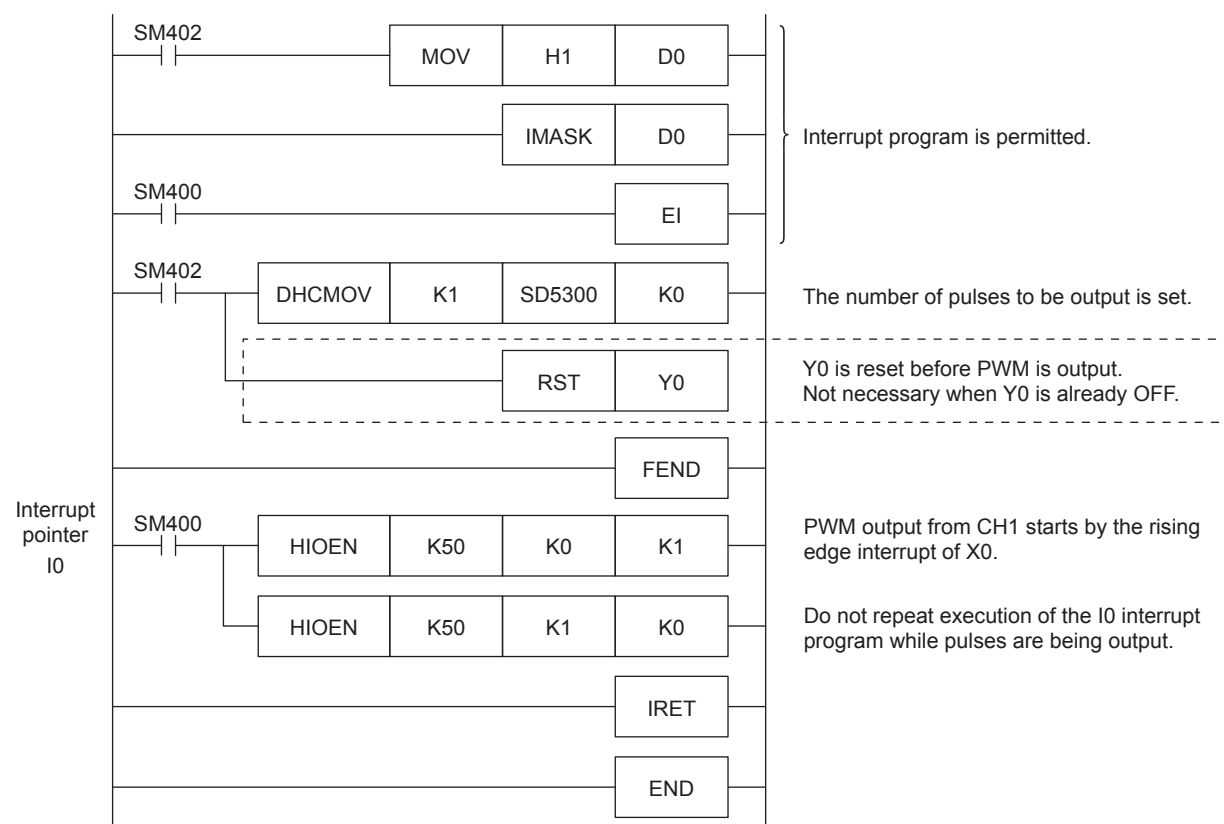 SM402
MOV H1 D0
IMASK D0
Interrupt program is permitted.
SM400
EI
SM402
DHCMOV K1 SD5300 K0
The number of pulses to be output is set.
RST Y0
Y0 is reset before PWM is output.
Not necessary when Y0 is already OFF.
FEND
Interrupt
pointer
I0
SM400
HIOEN K50 K0 K1
PWM output from CH1 starts by the rising
edge interrupt of X0.
HIOEN K50 K1 K0
Do not repeat execution of the I0 interrupt
program while pulses are being output.
IRET
END